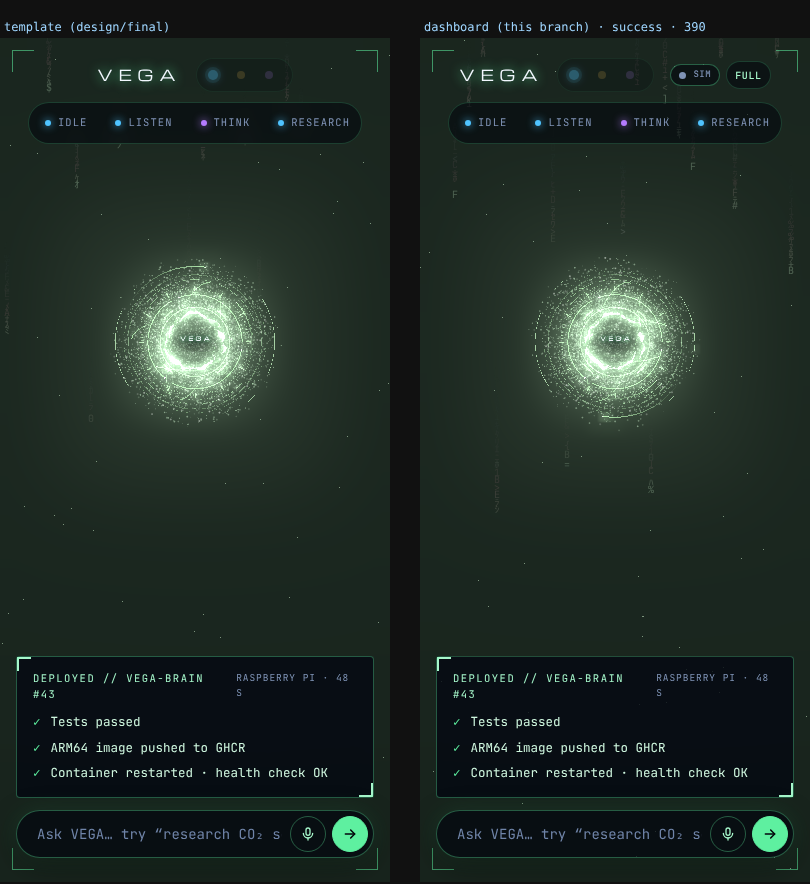 template (design/final)
VEGA
IDLE LISTEN THINK RESEARCH
VEGA
DEPLOYED // VEGA-BRAIN #43
RASPBERRY PI · 48 S
✓ Tests passed
✓ ARM64 image pushed to GHCR
✓ Container restarted · health check OK
Ask VEGA… try “research CO₂ s
dashboard (this branch) · success · 390
VEGA
SIM
FULL
IDLE LISTEN THINK RESEARCH
VEGA
DEPLOYED // VEGA-BRAIN #43
RASPBERRY PI · 48 S
✓ Tests passed
✓ ARM64 image pushed to GHCR
✓ Container restarted · health check OK
Ask VEGA… try “research CO₂ s